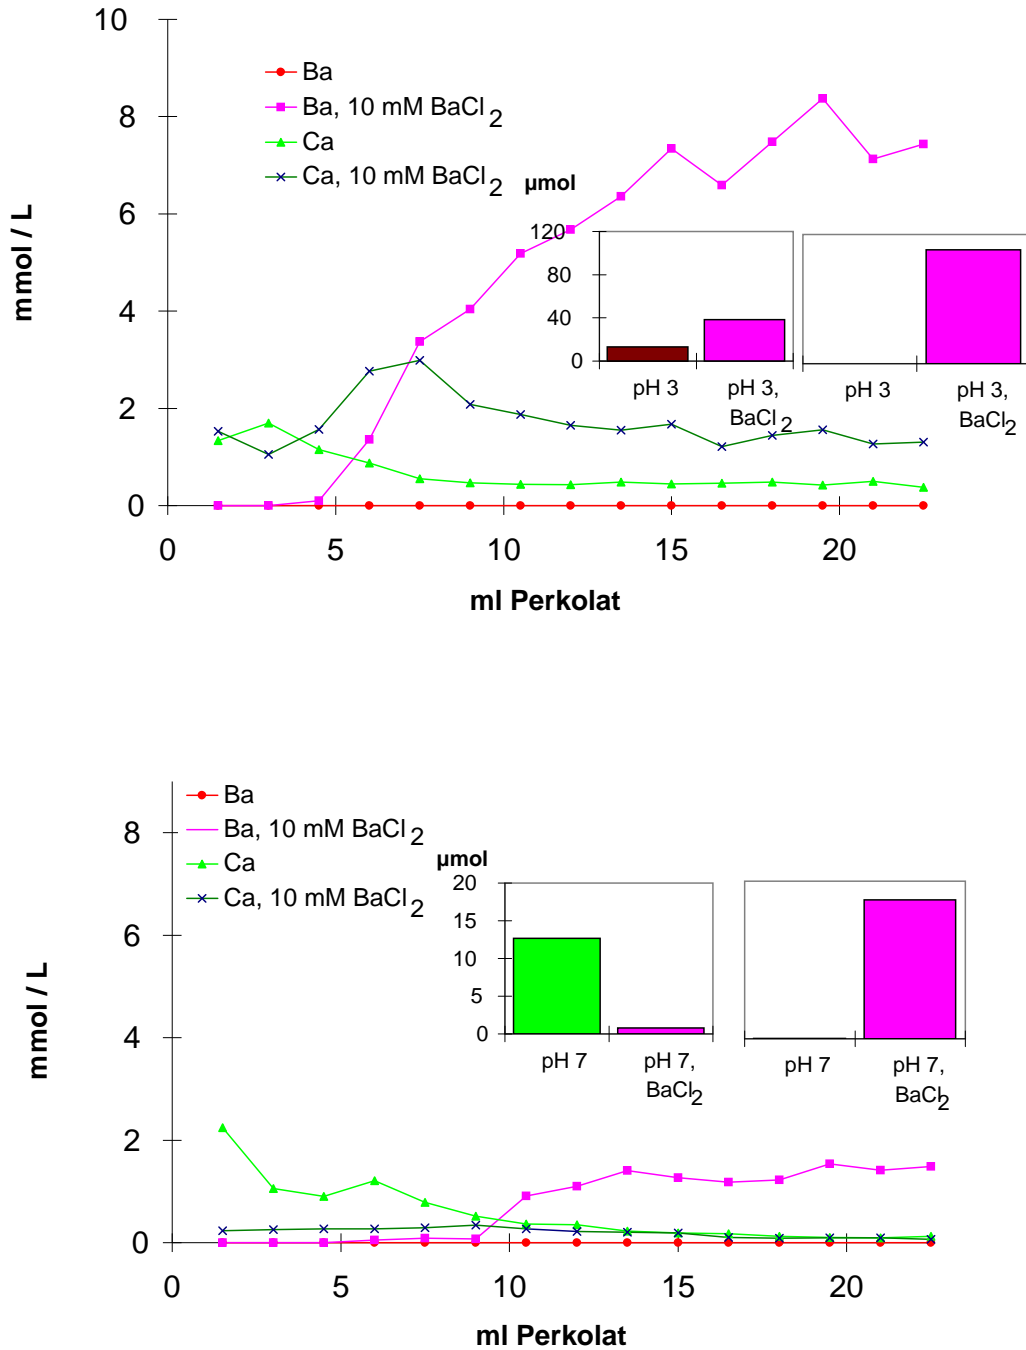 10
8
6
4
2
0
mmol / L
Ba
Ba, 10 mM BaCl2
Ca
Ca, 10 mM BaCl2
µmol
120
80
40
0
pH 3
pH 3,
BaCl2
pH 3
pH 3,
BaCl2
0 5 10 15 20
ml Perkolat
8
6
4
2
0
mmol / L
Ba
Ba, 10 mM BaCl2
Ca
Ca, 10 mM BaCl2
µmol
20
15
10
5
0
pH 7
pH 7,
BaCl2
pH 7
pH 7,
BaCl2
0 5 10 15 20
ml Perkolat